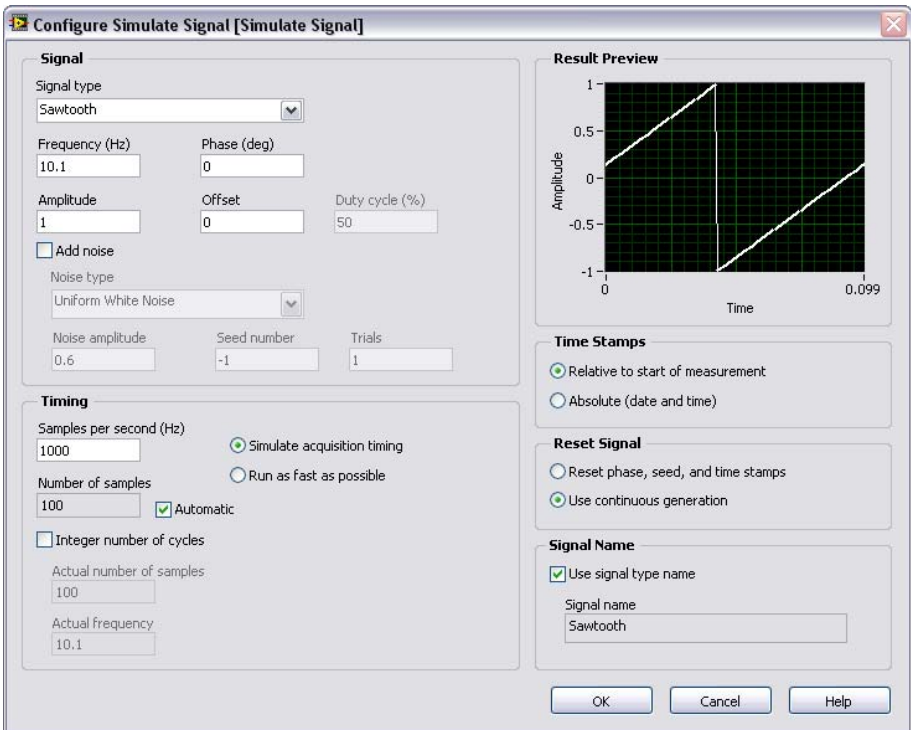 Configure Simulate Signal [Simulate Signal]
Signal
Signal type
Sawtooth
Frequency (Hz) Phase (deg)
10.1 0
Amplitude Offset Duty cycle (%)
1 0 50
Add noise
Noise type
Uniform White Noise
Noise amplitude Seed number Trials
0.6 -1 1
Timing
Samples per second (Hz)
1000
Simulate acquisition timing
Run as fast as possible
Number of samples
100 Automatic
Integer number of cycles
Actual number of samples
100
Actual frequency
10.1
Result Preview
1
0.5
0
-0.5
-1
Amplitude
0 0.099
Time
Time Stamps
Relative to start of measurement
Absolute (date and time)
Reset Signal
Reset phase, seed, and time stamps
Use continuous generation
Signal Name
Use signal type name
Signal name
Sawtooth
OK Cancel Help